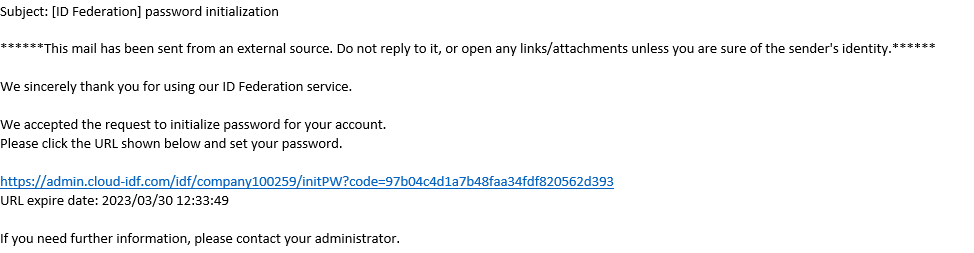 Subject: [ID Federation] password initialization
******This mail has been sent from an external source. Do not reply to it, or open any links/attachments unless you are sure of the sender's identity.******
We sincerely thank you for using our ID Federation service.
We accepted the request to initialize password for your account.
Please click the URL shown below and set your password.
https://admin.cloud-idf.com/idf/company100259/initPW?code=97b04c4d1a7b48faa34fdf820562d393
URL expire date: 2023/03/30 12:33:49
If you need further information, please contact your administrator.